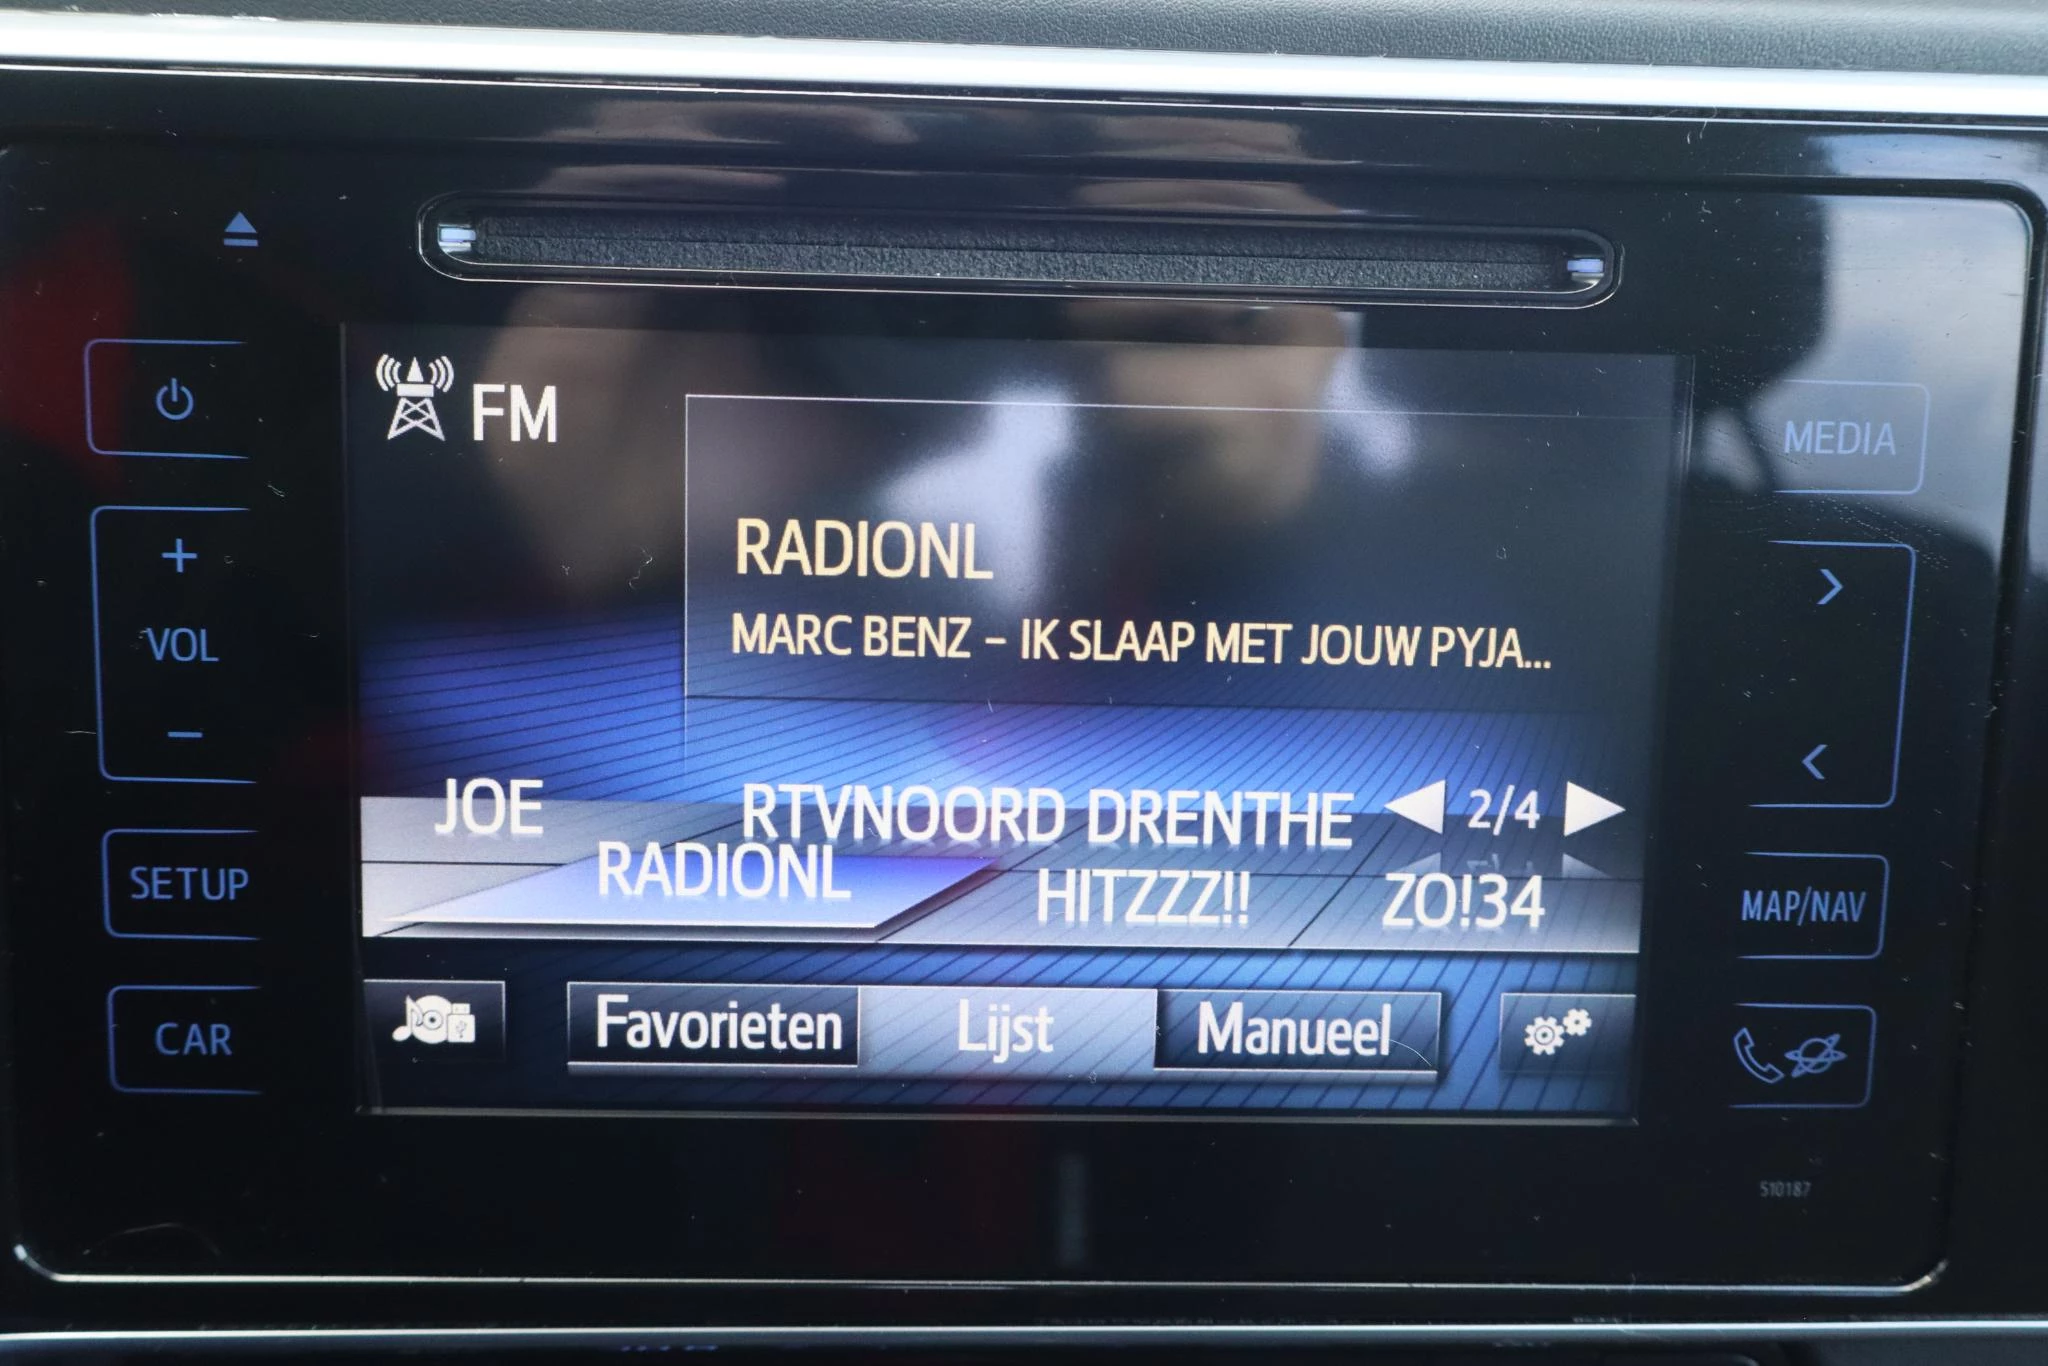 FM
MEDIA
RADIONL
MARC BENZ - IK SLAAP MET JOUW PYJA...
+
VOL
-
>
<
JOE
RTVNOORD DRENTHE
2/4
RADIONL
HITZZZ!!
ZO!34
SETUP
MAP/NAV
Favorieten
Lijst
Manueel
CAR
510187